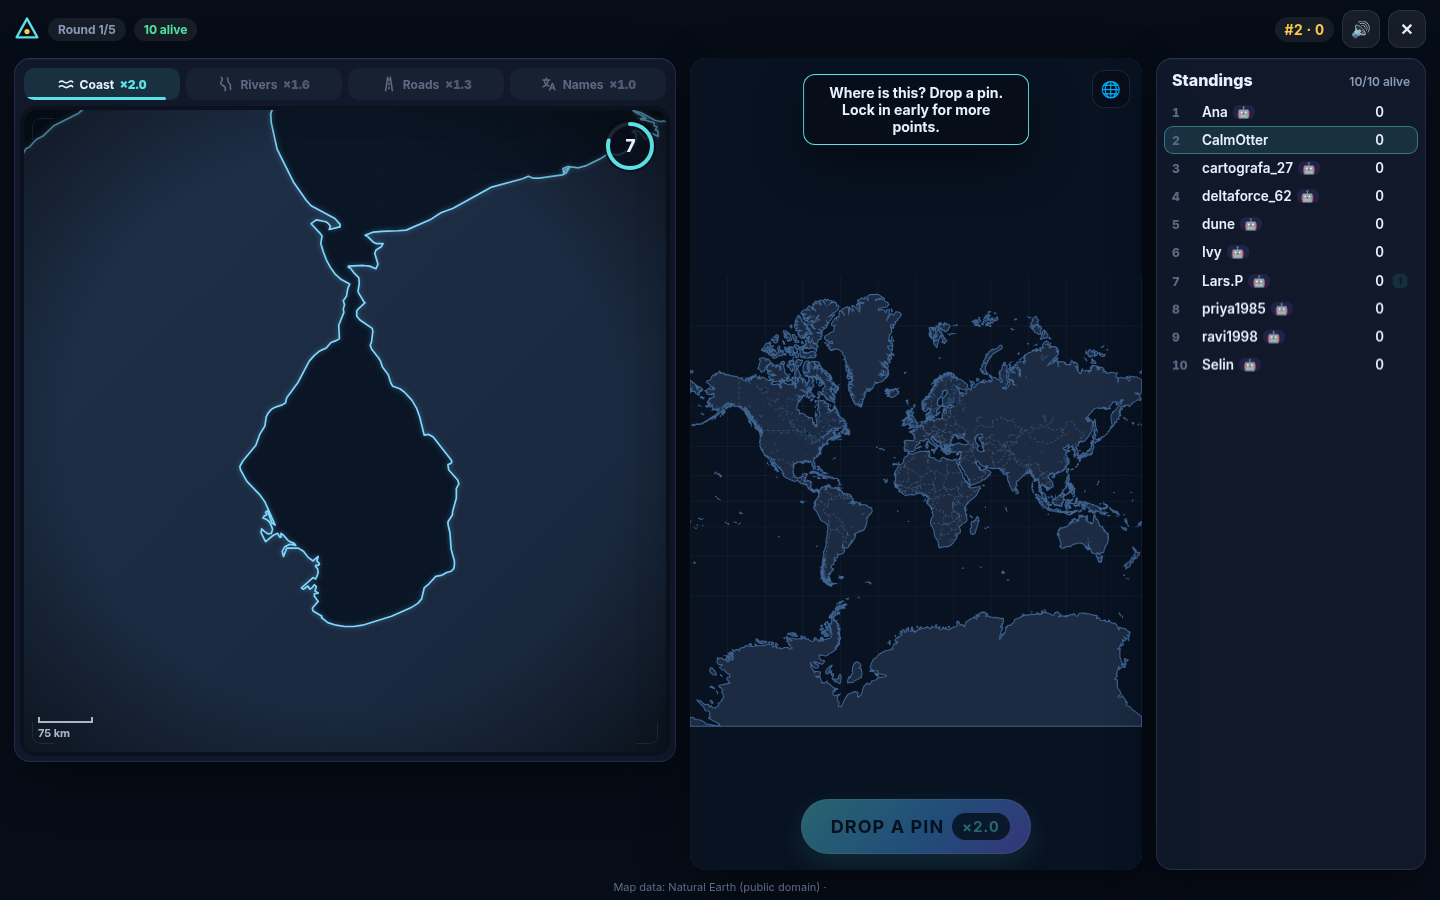 Round 1/5
10 alive
#2 · 0
Coast ×2.0
Rivers ×1.6
Roads ×1.3
Names ×1.0
7
75 km
Where is this? Drop a pin.
Lock in early for more
points.
DROP A PIN ×2.0
Standings
10/10 alive
1 Ana 0
2 CalmOtter 0
3 cartografa_27 0
4 deltaforce_62 0
5 dune 0
6 Ivy 0
7 Lars.P 0
8 priya1985 0
9 ravi1998 0
10 Selin 0
Map data: Natural Earth (public domain) ·